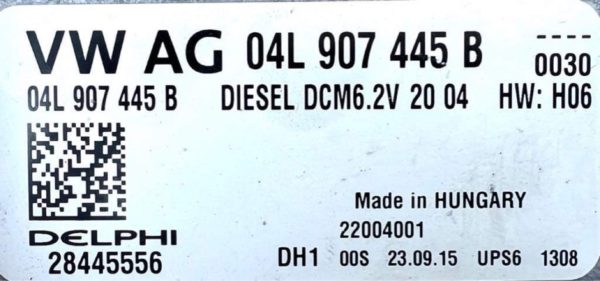 VW AG 04L 907 445 B
----
0030
04L 907 445 B DIESEL DCM6.2V 20 04 HW: H06
Made in HUNGARY
22004001
DELPHI
28445556
DH1 00S 23.09.15 UPS6 1308